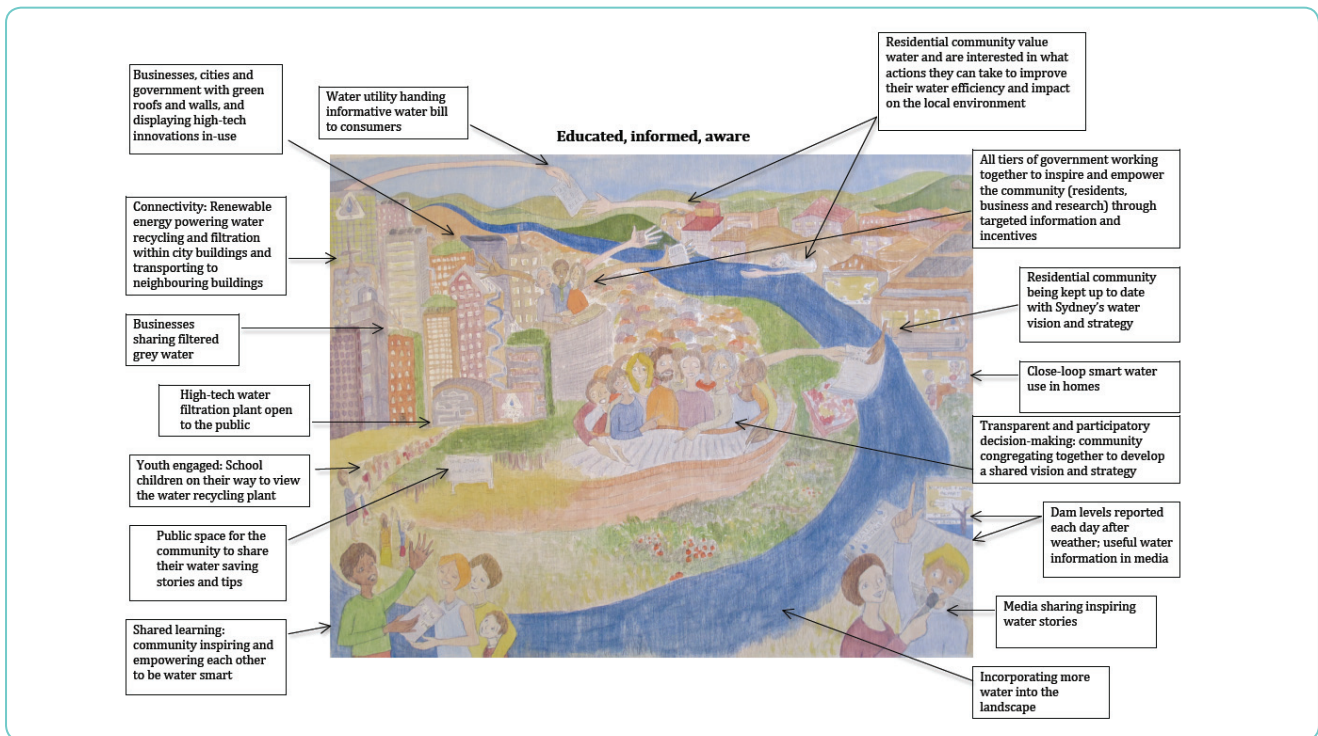 Educated, informed, aware
Businesses, cities and
government with green
roofs and walls, and
displaying high-tech
innovations in-use
Water utility handing
informative water bill
to consumers
Residential community value
water and are interested in what
actions they can take to improve
their water efficiency and impact
on the local environment
All tiers of government working
together to inspire and empower
the community (residents,
business and research) through
targeted information and
incentives
Connectivity: Renewable
energy powering water
recycling and filtration
within city buildings and
transporting to
neighbouring buildings
Residential community
being kept up to date
with Sydney's water
vision and strategy
Businesses
sharing filtered
grey water
Close-loop smart water
use in homes
High-tech water
filtration plant open
to the public
Transparent and participatory
decision-making: community
congregating together to develop
a shared vision and strategy
Youth engaged: School
children on their way to view
the water recycling plant
Dam levels reported
each day after
weather; useful water
information in media
Public space for the
community to share
their water saving
stories and tips
Media sharing inspiring
water stories
Shared learning:
community inspiring and
empowering each other
to be water smart
Incorporating more
water into the
landscape